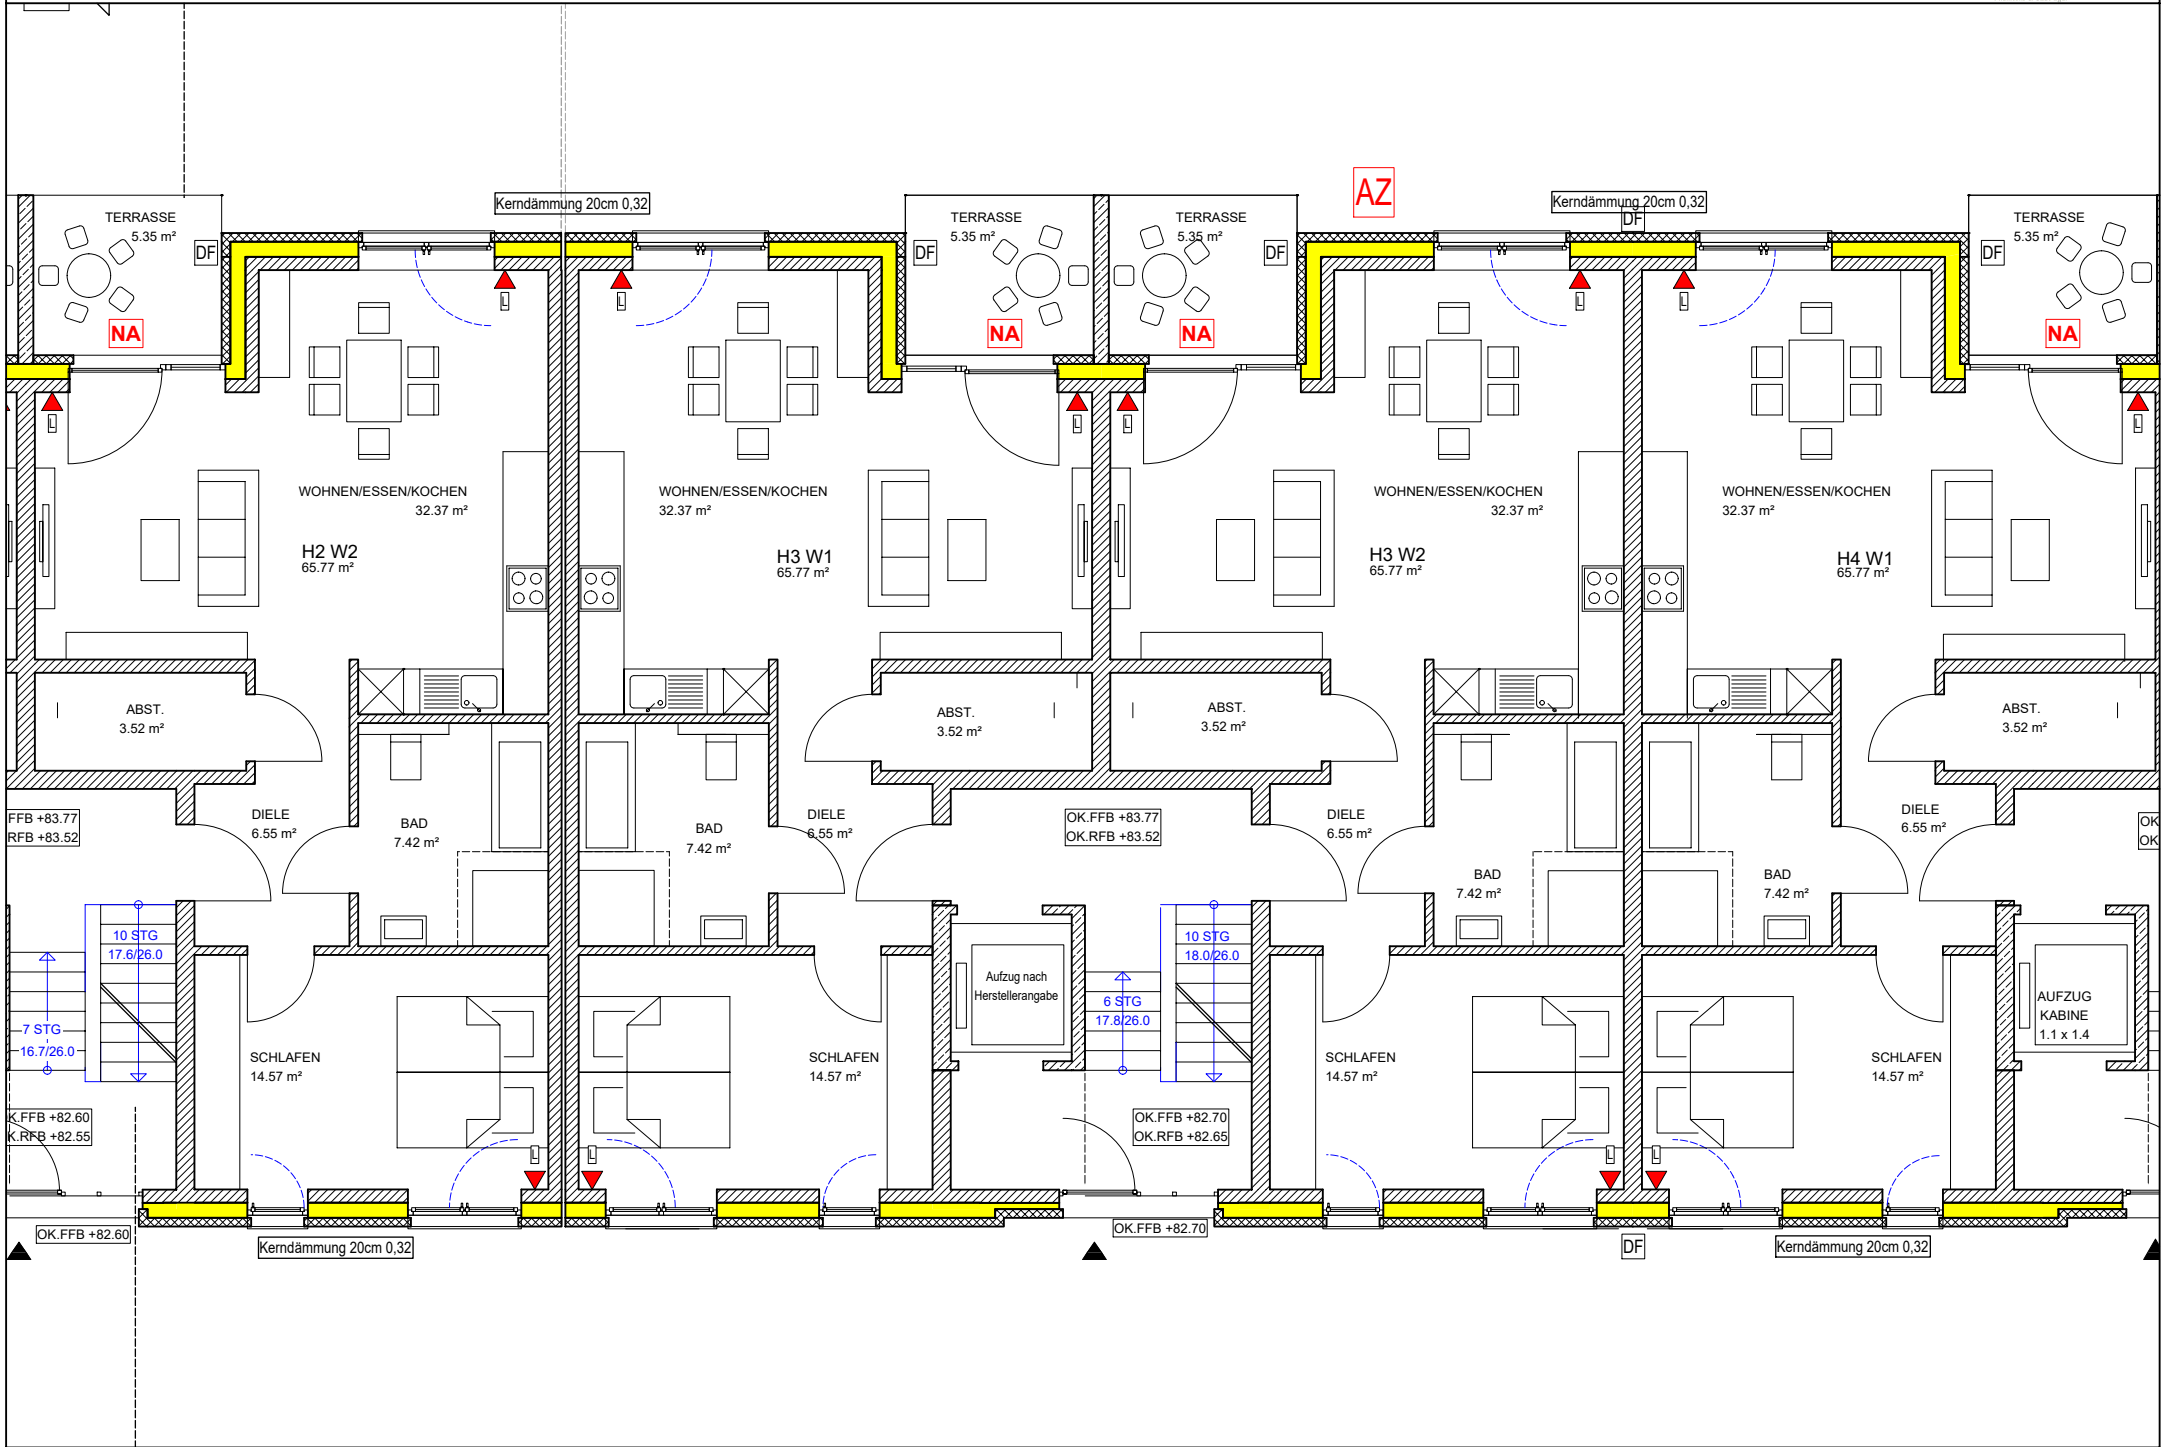 AZ
Kerndämmung 20cm 0,32
Kerndämmung 20cm 0,32
DF
TERRASSE
5.35 m²
DF
NA
DF
TERRASSE
5.35 m²
NA
TERRASSE
5.35 m²
DF
NA
DF
TERRASSE
5.35 m²
NA
L
L
L
L
L
L
L
L
WOHNEN/ESSEN/KOCHEN
32.37 m²
H2 W2
65.77 m²
WOHNEN/ESSEN/KOCHEN
32.37 m²
H3 W1
65.77 m²
WOHNEN/ESSEN/KOCHEN
32.37 m²
H3 W2
65.77 m²
WOHNEN/ESSEN/KOCHEN
32.37 m²
H4 W1
65.77 m²
ABST.
3.52 m²
ABST.
3.52 m²
ABST.
3.52 m²
ABST.
3.52 m²
FFB +83.77
RFB +83.52
DIELE
6.55 m²
BAD
7.42 m²
BAD
7.42 m²
DIELE
6.55 m²
OK.FFB +83.77
OK.RFB +83.52
DIELE
6.55 m²
BAD
7.42 m²
BAD
7.42 m²
DIELE
6.55 m²
OK
OK
10 STG
17.6/26.0
7 STG
16.7/26.0
Aufzug nach
Herstellerangabe
10 STG
18.0/26.0
6 STG
17.8/26.0
AUFZUG
KABINE
1.1 x 1.4
SCHLAFEN
14.57 m²
SCHLAFEN
14.57 m²
SCHLAFEN
14.57 m²
SCHLAFEN
14.57 m²
K.FFB +82.60
K.RFB +82.55
OK.FFB +82.70
OK.RFB +82.65
L
L
L
L
OK.FFB +82.60
Kerndämmung 20cm 0,32
OK.FFB +82.70
DF
Kerndämmung 20cm 0,32